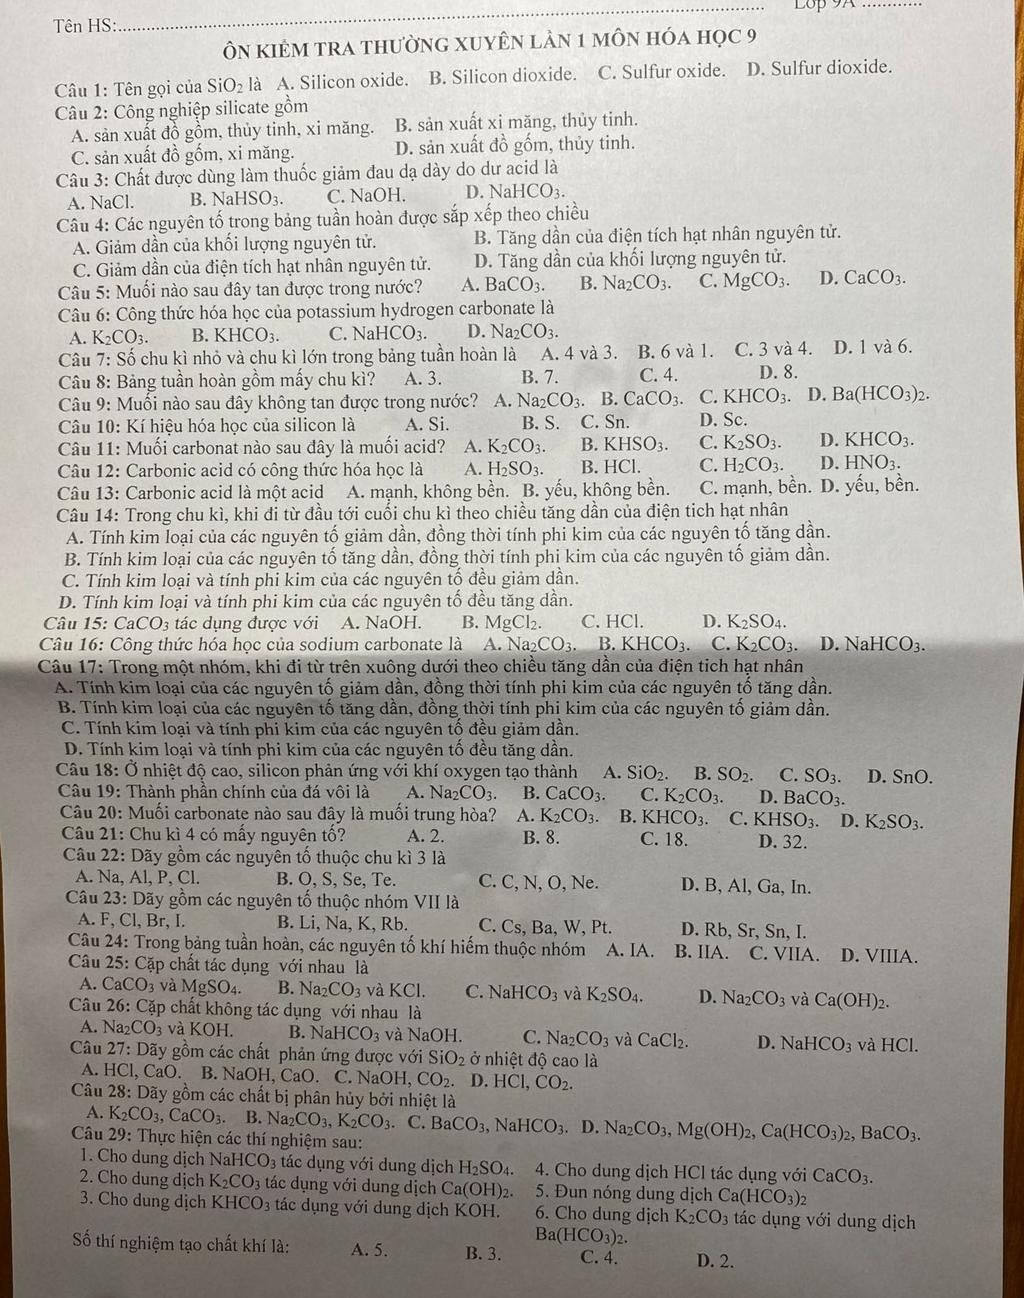 Tên HS:.................... Lớp 9A ............
ÔN KIỂM TRA THƯỜNG XUYÊN LẦN 1 MÔN HÓA HỌC 9
Câu 1: Tên gọi của SiO₂ là A. Silicon oxide. B. Silicon dioxide. C. Sulfur oxide. D. Sulfur dioxide.
Câu 2: Công nghiệp silicate gồm
A. sản xuất đồ gốm, thủy tinh, xi măng. B. sản xuất xi măng, thủy tinh.
C. sản xuất đồ gốm, xi măng. D. sản xuất đồ gốm, thủy tinh.
Câu 3: Chất được dùng làm thuốc giảm đau dạ dày do dư acid là
A. NaCl. B. NaHSO₃. C. NaOH. D. NaHCO₃.
Câu 4: Các nguyên tố trong bảng tuần hoàn được sắp xếp theo chiều
A. Giảm dần của khối lượng nguyên tử. B. Tăng dần của điện tích hạt nhân nguyên tử.
C. Giảm dần của điện tích hạt nhân nguyên tử. D. Tăng dần của khối lượng nguyên tử.
Câu 5: Muối nào sau đây tan được trong nước? A. BaCO₃. B. Na₂CO₃. C. MgCO₃. D. CaCO₃.
Câu 6: Công thức hóa học của potassium hydrogen carbonate là
A. K₂CO₃. B. KHCO₃. C. NaHCO₃. D. Na₂CO₃.
Câu 7: Số chu kì nhỏ và chu kì lớn trong bảng tuần hoàn là A. 4 và 3. B. 6 và 1. C. 3 và 4. D. 1 và 6.
Câu 8: Bảng tuần hoàn gồm mấy chu kì? A. 3. B. 7. C. 4. D. 8.
Câu 9: Muối nào sau đây không tan được trong nước? A. Na₂CO₃. B. CaCO₃. C. KHCO₃. D. Ba(HCO₃)₂.
Câu 10: Kí hiệu hóa học của silicon là A. Si. B. S. C. Sn. D. Sc.
Câu 11: Muối carbonat nào sau đây là muối acid? A. K₂CO₃. B. KHSO₃. C. K₂SO₃. D. KHCO₃.
Câu 12: Carbonic acid có công thức hóa học là A. H₂SO₃. B. HCl. C. H₂CO₃. D. HNO₃.
Câu 13: Carbonic acid là một acid A. mạnh, không bền. B. yếu, không bền. C. mạnh, bền. D. yếu, bền.
Câu 14: Trong chu kì, khi đi từ đầu tới cuối chu kì theo chiều tăng dần của điện tich hạt nhân
A. Tính kim loại của các nguyên tố giảm dần, đồng thời tính phi kim của các nguyên tố tăng dần.
B. Tính kim loại của các nguyên tố tăng dần, đồng thời tính phi kim của các nguyên tố giảm dần.
C. Tính kim loại và tính phi kim của các nguyên tố đều giảm dần.
D. Tính kim loại và tính phi kim của các nguyên tố đều tăng dần.
Câu 15: CaCO₃ tác dụng được với A. NaOH. B. MgCl₂. C. HCl. D. K₂SO₄.
Câu 16: Công thức hóa học của sodium carbonate là A. Na₂CO₃. B. KHCO₃. C. K₂CO₃. D. NaHCO₃.
Câu 17: Trong một nhóm, khi đi từ trên xuông dưới theo chiều tăng dần của điện tich hạt nhân
A. Tính kim loại của các nguyên tố giảm dần, đồng thời tính phi kim của các nguyên tố tăng dần.
B. Tính kim loại của các nguyên tố tăng dần, đồng thời tính phi kim của các nguyên tố giảm dần.
C. Tính kim loại và tính phi kim của các nguyên tố đều giảm dần.
D. Tính kim loại và tính phi kim của các nguyên tố đều tăng dần.
Câu 18: Ở nhiệt độ cao, silicon phản ứng với khí oxygen tạo thành A. SiO₂. B. SO₂. C. SO₃. D. SnO.
Câu 19: Thành phần chính của đá vôi là A. Na₂CO₃. B. CaCO₃. C. K₂CO₃. D. BaCO₃.
Câu 20: Muối carbonate nào sau đây là muối trung hòa? A. K₂CO₃. B. KHCO₃. C. KHSO₃. D. K₂SO₃.
Câu 21: Chu kì 4 có mấy nguyên tố? A. 2. B. 8. C. 18. D. 32.
Câu 22: Dãy gồm các nguyên tố thuộc chu kì 3 là
A. Na, Al, P, Cl. B. O, S, Se, Te. C. C, N, O, Ne. D. B, Al, Ga, In.
Câu 23: Dãy gồm các nguyên tố thuộc nhóm VII là
A. F, Cl, Br, I. B. Li, Na, K, Rb. C. Cs, Ba, W, Pt. D. Rb, Sr, Sn, I.
Câu 24: Trong bảng tuần hoàn, các nguyên tố khí hiếm thuộc nhóm A. IA. B. IIA. C. VIIA. D. VIIIA.
Câu 25: Cặp chất tác dụng với nhau là
A. CaCO₃ và MgSO₄. B. Na₂CO₃ và KCl. C. NaHCO₃ và K₂SO₄. D. Na₂CO₃ và Ca(OH)₂.
Câu 26: Cặp chất không tác dụng với nhau là
A. Na₂CO₃ và KOH. B. NaHCO₃ và NaOH. C. Na₂CO₃ và CaCl₂. D. NaHCO₃ và HCl.
Câu 27: Dãy gồm các chất phản ứng được với SiO₂ ở nhiệt độ cao là
A. HCl, CaO. B. NaOH, CaO. C. NaOH, CO₂. D. HCl, CO₂.
Câu 28: Dãy gồm các chất bị phân hủy bởi nhiệt là
A. K₂CO₃, CaCO₃. B. Na₂CO₃, K₂CO₃. C. BaCO₃, NaHCO₃. D. Na₂CO₃, Mg(OH)₂, Ca(HCO₃)₂, BaCO₃.
Câu 29: Thực hiện các thí nghiệm sau:
1. Cho dung dịch NaHCO₃ tác dụng với dung dịch H₂SO₄. 4. Cho dung dịch HCl tác dụng với CaCO₃.
2. Cho dung dịch K₂CO₃ tác dụng với dung dịch Ca(OH)₂. 5. Đun nóng dung dịch Ca(HCO₃)₂
3. Cho dung dịch KHCO₃ tác dụng với dung dịch KOH. 6. Cho dung dịch K₂CO₃ tác dụng với dung dịch
Ba(HCO₃)₂.
Số thí nghiệm tạo chất khí là: A. 5. B. 3. C. 4. D. 2.